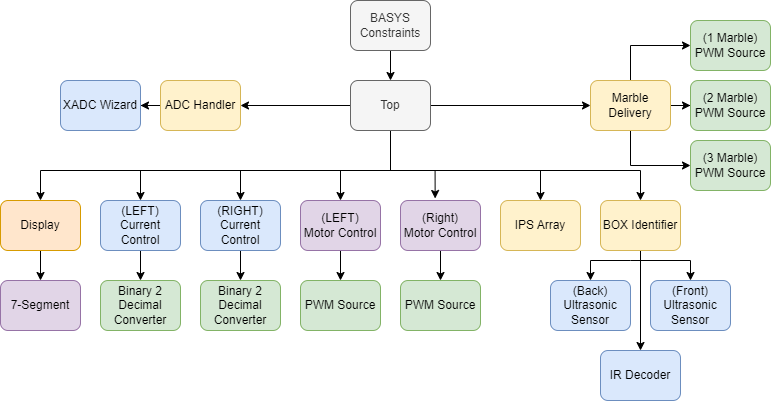 BASYS
Constraints
(1 Marble)
PWM Source
XADC Wizard
ADC Handler
Top
Marble
Delivery
(2 Marble)
PWM Source
(3 Marble)
PWM Source
Display
(LEFT)
Current
Control
(RIGHT)
Current
Control
(LEFT)
Motor Control
(Right)
Motor Control
IPS Array
BOX Identifier
7-Segment
Binary 2
Decimal
Converter
Binary 2
Decimal
Converter
PWM Source
PWM Source
(Back)
Ultrasonic
Sensor
(Front)
Ultrasonic
Sensor
IR Decoder